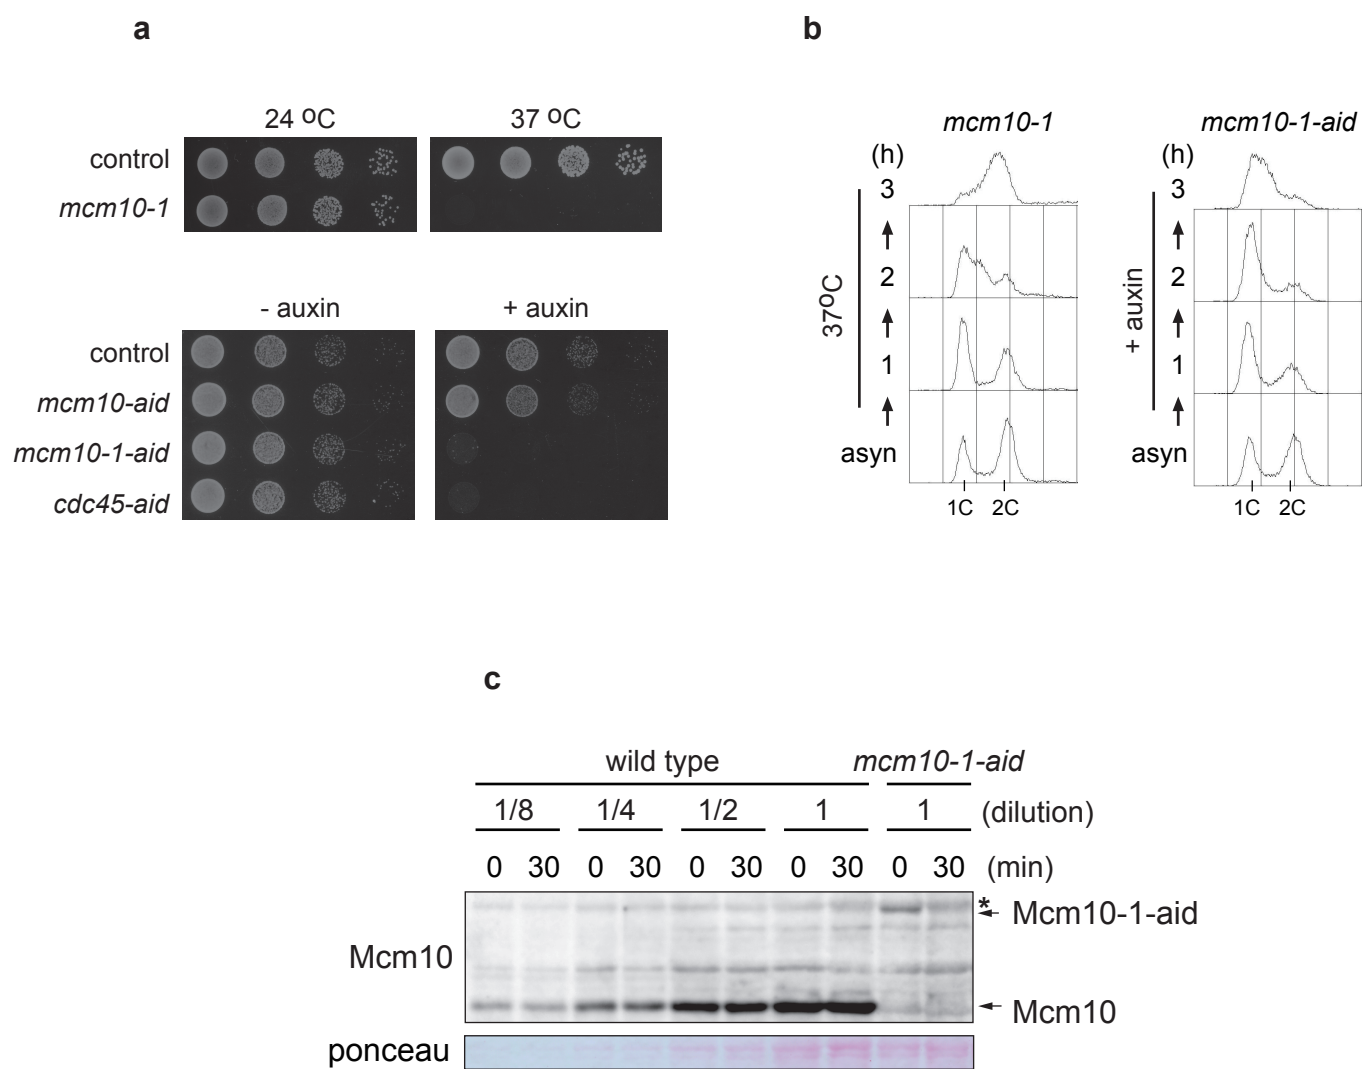 a
24 °C 37 °C
control
mcm10-1
- auxin + auxin
control
mcm10-aid
mcm10-1-aid
cdc45-aid
b
mcm10-1 mcm10-1-aid
(h) (h)
3 3
2 2
37°C + auxin
1 1
asyn asyn
1C 2C 1C 2C
c
wild type mcm10-1-aid
1/8 1/4 1/2 1 1 (dilution)
0 30 0 30 0 30 0 30 0 30 (min)
* Mcm10-1-aid
Mcm10
Mcm10
ponceau